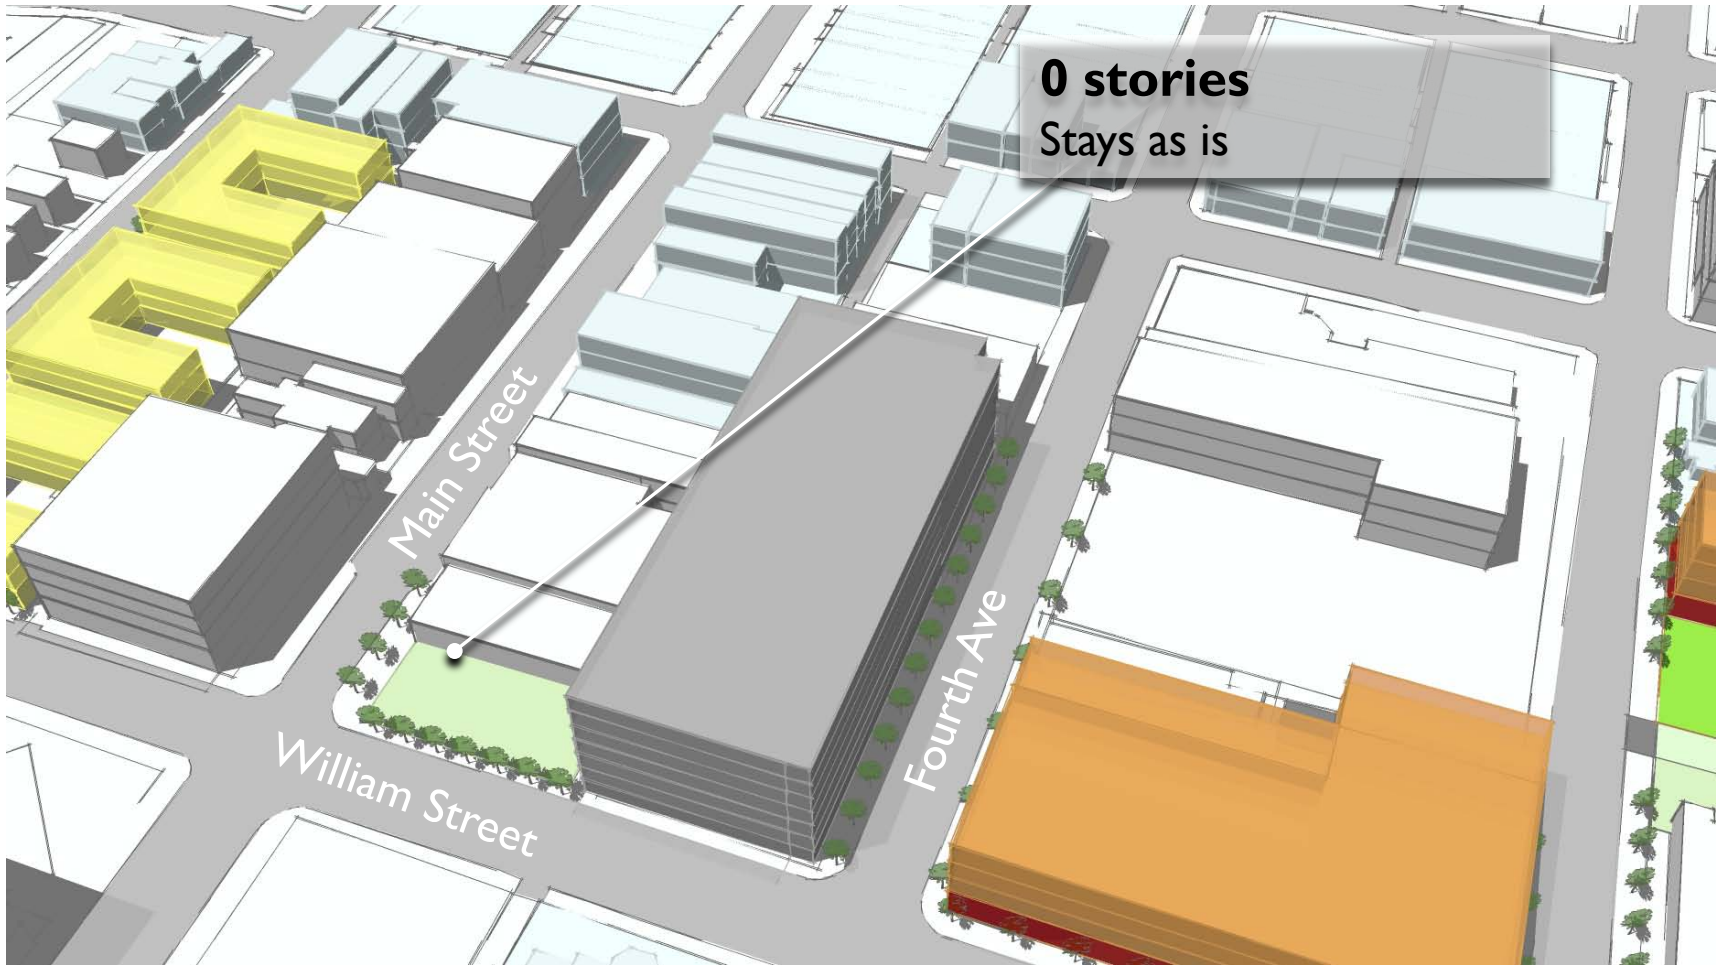 0 stories
Stays as is
Main Street
Fourth Ave
William Street